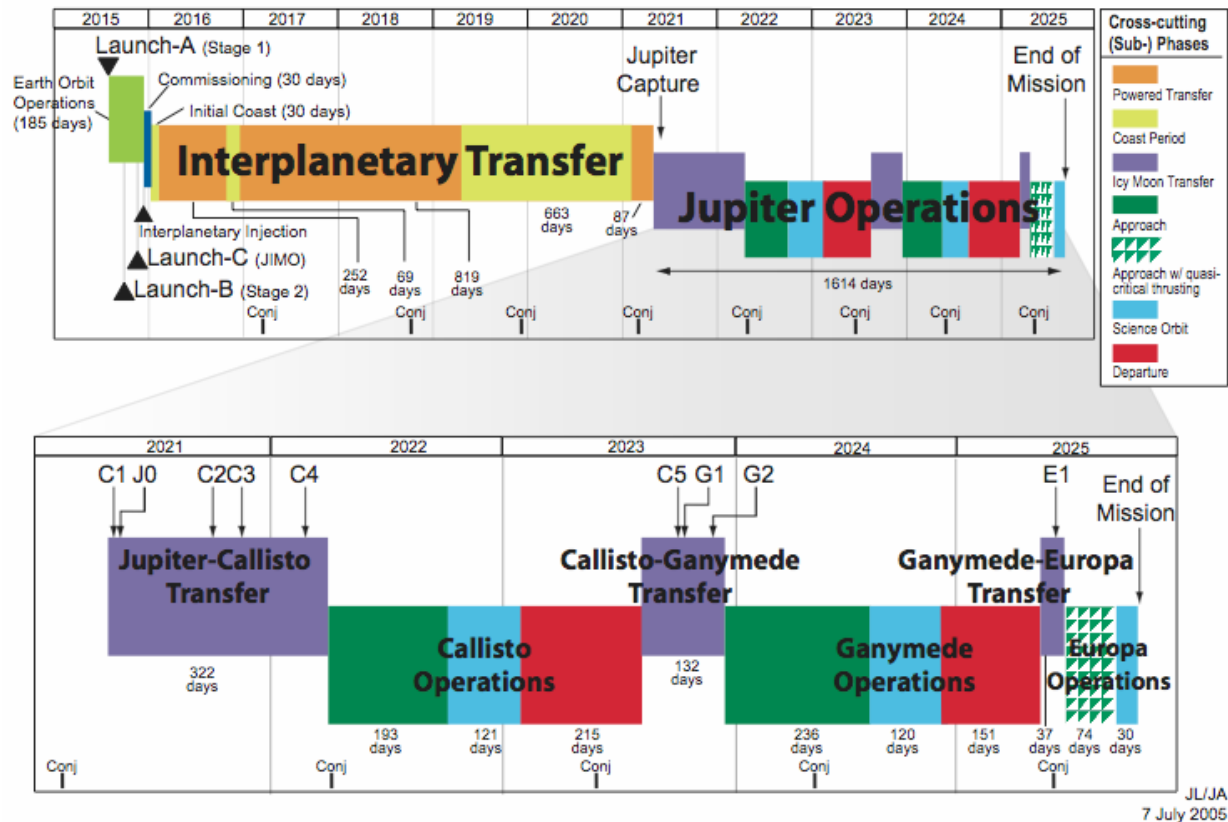 2015 2016 2017 2018 2019 2020 2021 2022 2023 2024 2025
Launch-A (Stage 1)
Earth Orbit
Operations
(185 days)
Commissioning (30 days)
Initial Coast (30 days)
Jupiter
Capture
End of
Mission
Interplanetary Transfer
Jupiter Operations
Interplanetary Injection
Launch-C (JIMO)
Launch-B (Stage 2)
252
days
69
days
819
days
663
days
87
days
1614 days
Conj Conj Conj Conj Conj Conj Conj Conj
Cross-cutting
(Sub-) Phases
Powered Transfer
Coast Period
Icy Moon Transfer
Approach
Approach w/ quasi-
critical thrusting
Science Orbit
Departure
2021 2022 2023 2024 2025
C1 J0 C2 C3 C4 C5 G1 G2 E1
End of
Mission
Jupiter-Callisto
Transfer
Callisto-Ganymede
Transfer
Ganymede-Europa
Transfer
Callisto
Operations
Ganymede
Operations
Europa
Operations
322
days
132
days
193
days
121
days
215
days
236
days
120
days
151
days
37
days
74
days
30
days
Conj Conj Conj Conj Conj
JL/JA
7 July 2005